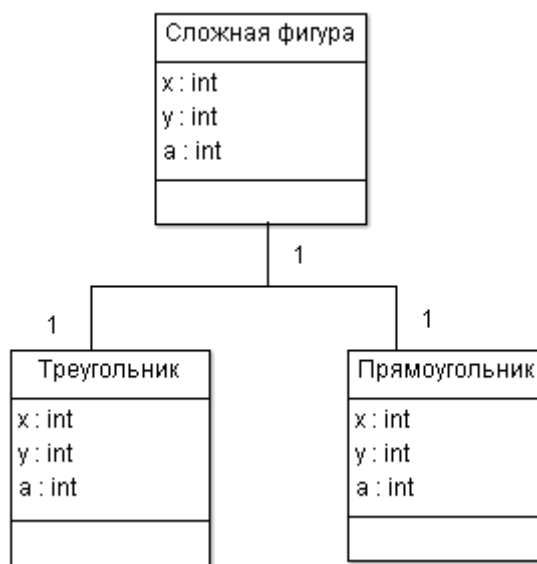 Сложная фигура
x : int
y : int
a : int
1
1
1
Треугольник
x : int
y : int
a : int
Прямоугольник
x : int
y : int
a : int